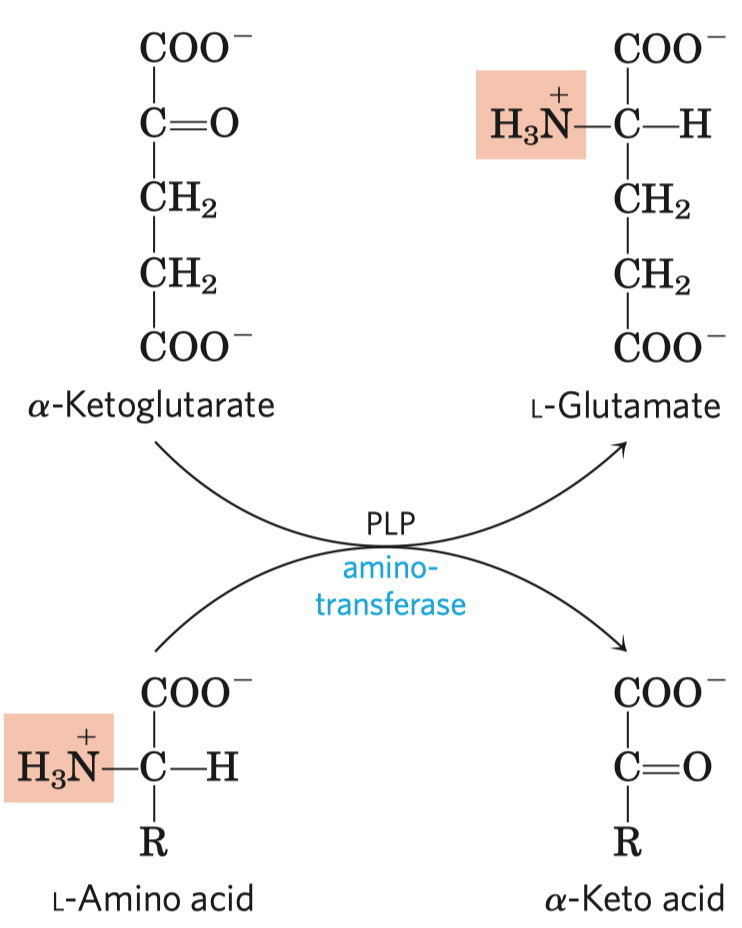 COO⁻ COO⁻
C=O H₃N⁺—C—H
CH₂ CH₂
CH₂ CH₂
COO⁻ COO⁻
α-Ketoglutarate L-Glutamate
PLP
amino-
transferase
COO⁻ COO⁻
H₃N⁺—C—H C=O
R R
L-Amino acid α-Keto acid